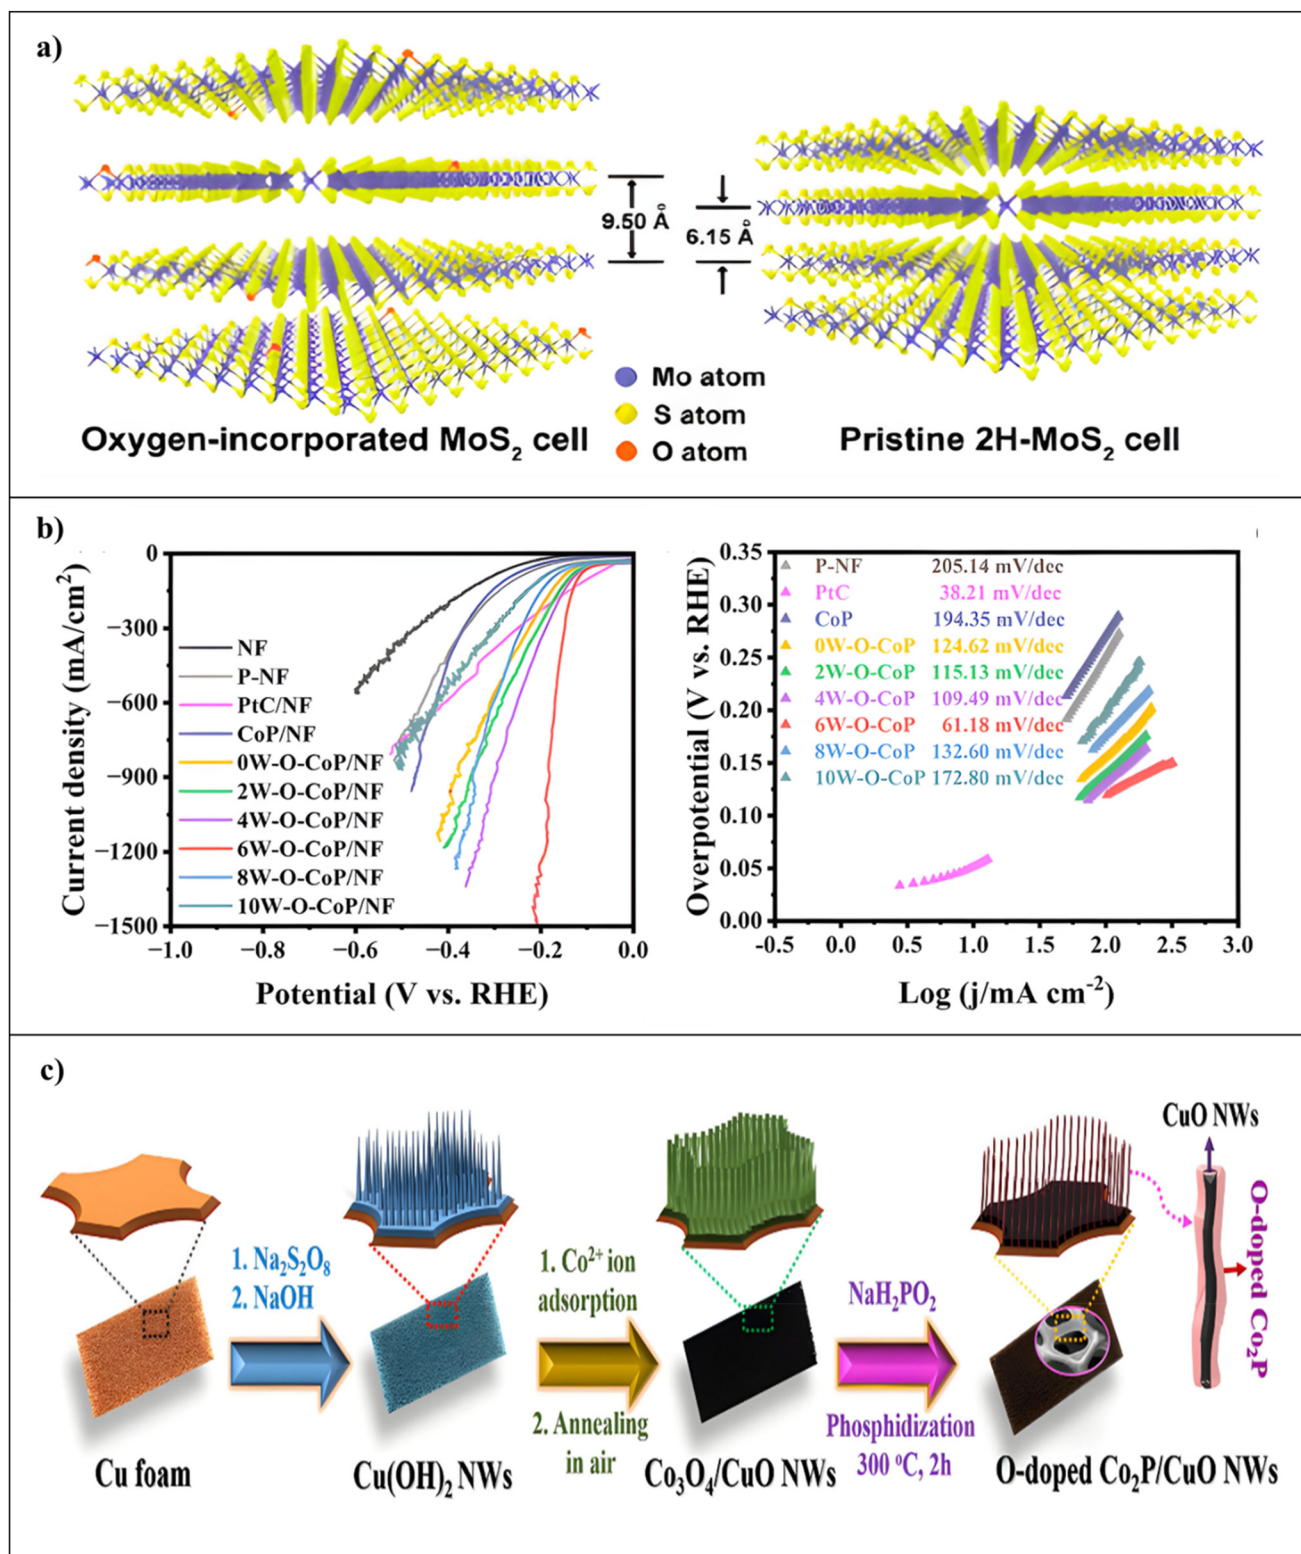 a)
9.50 Å
6.15 Å
Mo atom
S atom
O atom
Oxygen-incorporated MoS₂ cell
Pristine 2H-MoS₂ cell
b)
Current density (mA/cm²)
0
−300
−600
−900
−1200
−1500
NF
P-NF
PtC/NF
CoP/NF
0W-O-CoP/NF
2W-O-CoP/NF
4W-O-CoP/NF
6W-O-CoP/NF
8W-O-CoP/NF
10W-O-CoP/NF
−1.0 −0.8 −0.6 −0.4 −0.2 0.0
Potential (V vs. RHE)
Overpotential (V vs. RHE)
0.35
0.30
0.25
0.20
0.15
0.10
0.05
0.00
P-NF 205.14 mV/dec
PtC 38.21 mV/dec
CoP 194.35 mV/dec
0W-O-CoP 124.62 mV/dec
2W-O-CoP 115.13 mV/dec
4W-O-CoP 109.49 mV/dec
6W-O-CoP 61.18 mV/dec
8W-O-CoP 132.60 mV/dec
10W-O-CoP 172.80 mV/dec
-0.5 0.0 0.5 1.0 1.5 2.0 2.5 3.0
Log (j/mA cm⁻²)
c)
1. Na₂S₂O₈
2. NaOH
1. Co²⁺ ion
adsorption
2. Annealing
in air
NaH₂PO₂
Phosphidization
300 ºC, 2h
CuO NWs
O-doped Co₂P
Cu foam
Cu(OH)₂ NWs
Co₃O₄/CuO NWs
O-doped Co₂P/CuO NWs